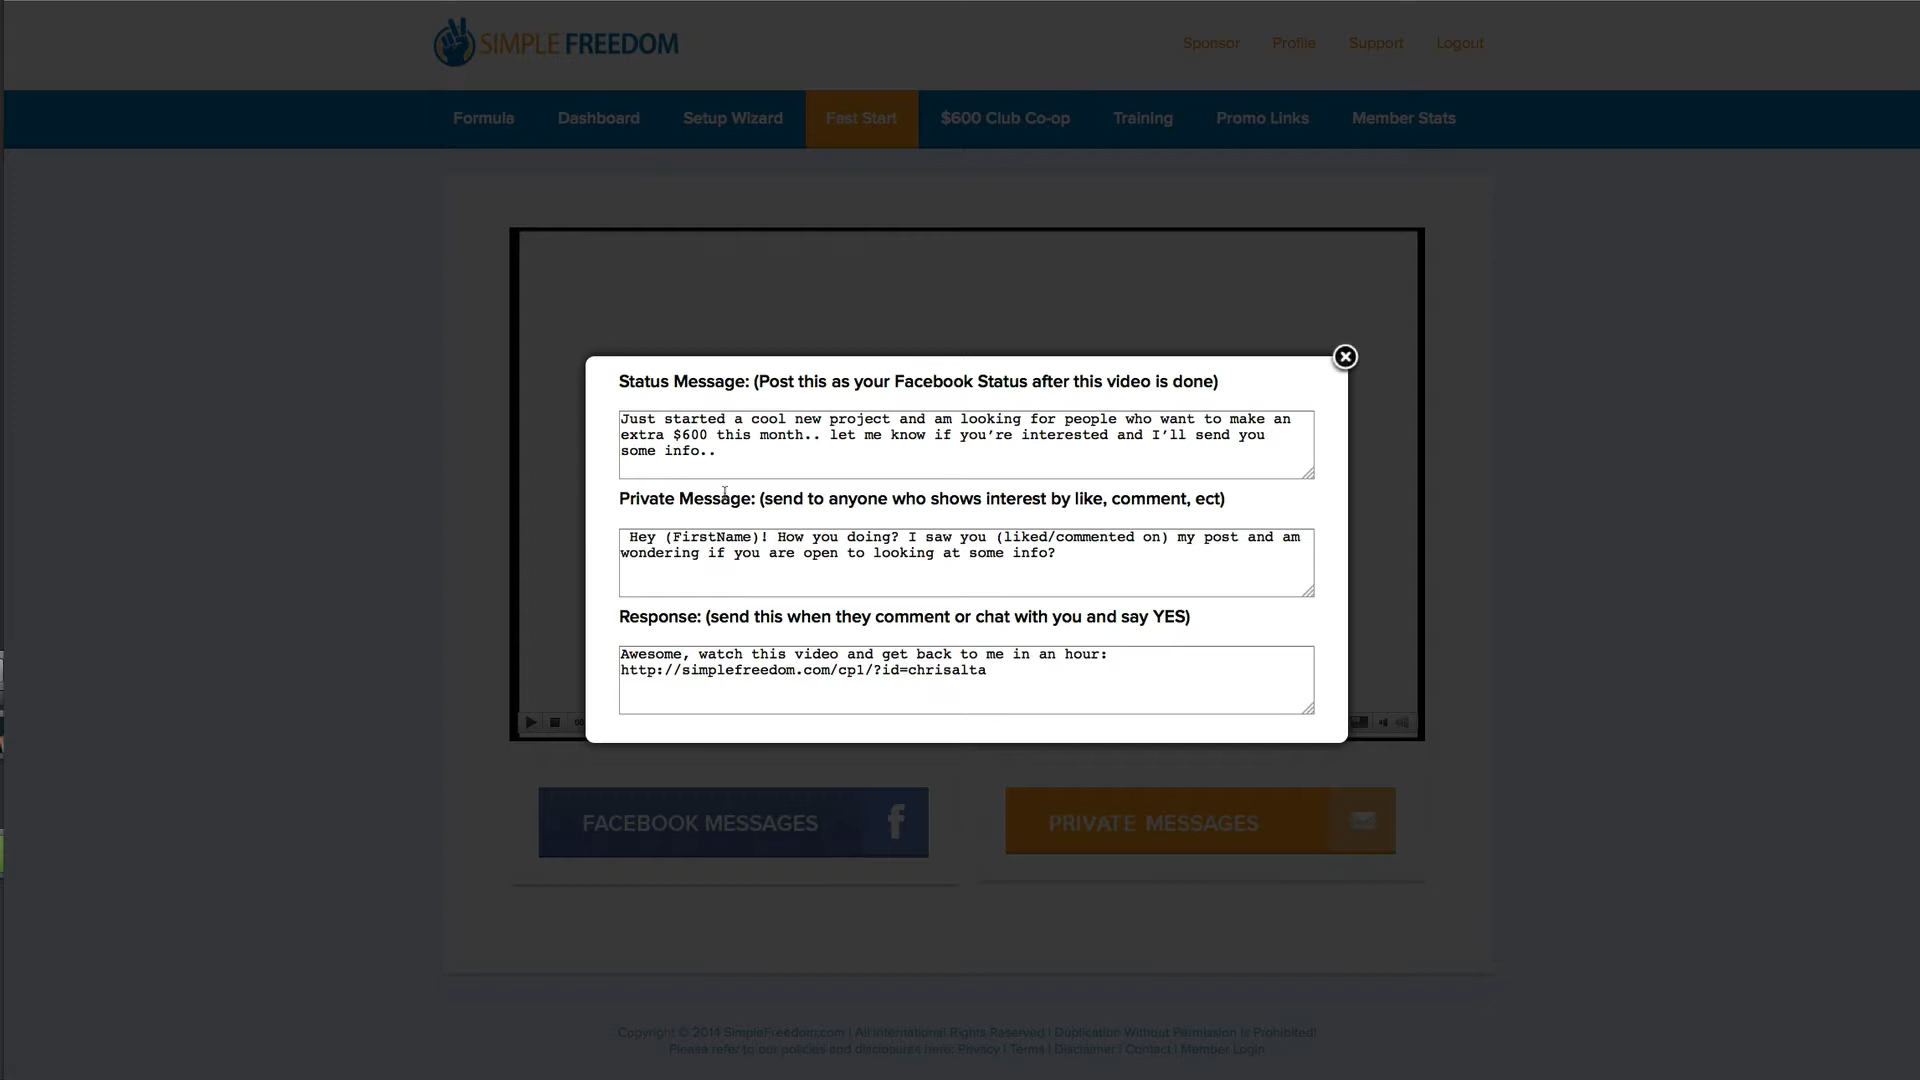 SIMPLE FREEDOM
Sponsor Profile Support Logout
Formula Dashboard Setup Wizard Fast Start $600 Club Co-op Training Promo Links Member Stats
Status Message: (Post this as your Facebook Status after this video is done)
Just started a cool new project and am looking for people who want to make an
extra $600 this month.. let me know if you’re interested and I’ll send you
some info..
Private Message: (send to anyone who shows interest by like, comment, ect)
Hey (FirstName)! How you doing? I saw you (liked/commented on) my post and am
wondering if you are open to looking at some info?
Response: (send this when they comment or chat with you and say YES)
Awesome, watch this video and get back to me in an hour:
http://simplefreedom.com/cp1/?id=chrisalta
FACEBOOK MESSAGES
PRIVATE MESSAGES
Copyright © 2014 SimpleFreedom.com | All International Rights Reserved | Duplication Without Permission Is Prohibited!
Please refer to our policies and disclosures here: Privacy | Terms | Disclaimer | Contact | Member Login